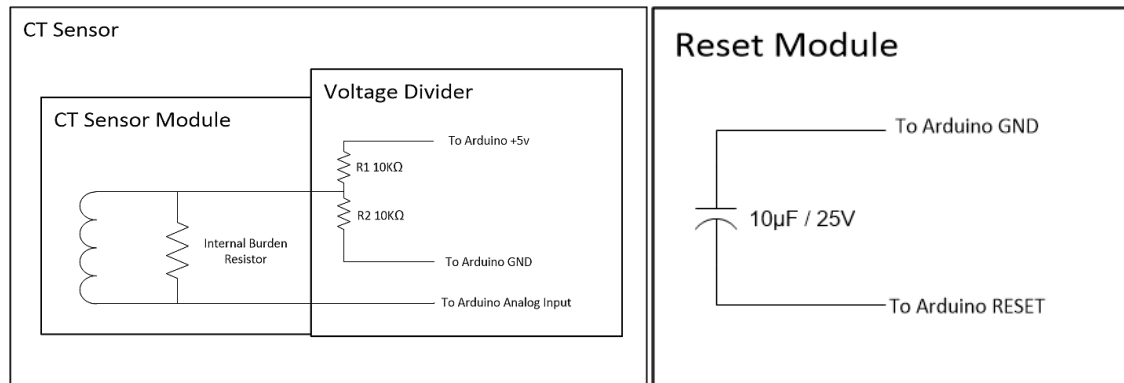 CT Sensor
Voltage Divider
CT Sensor Module
To Arduino +5v
R1 10KΩ
R2 10KΩ
Internal Burden
Resistor
To Arduino GND
To Arduino Analog Input
Reset Module
To Arduino GND
10µF / 25V
To Arduino RESET